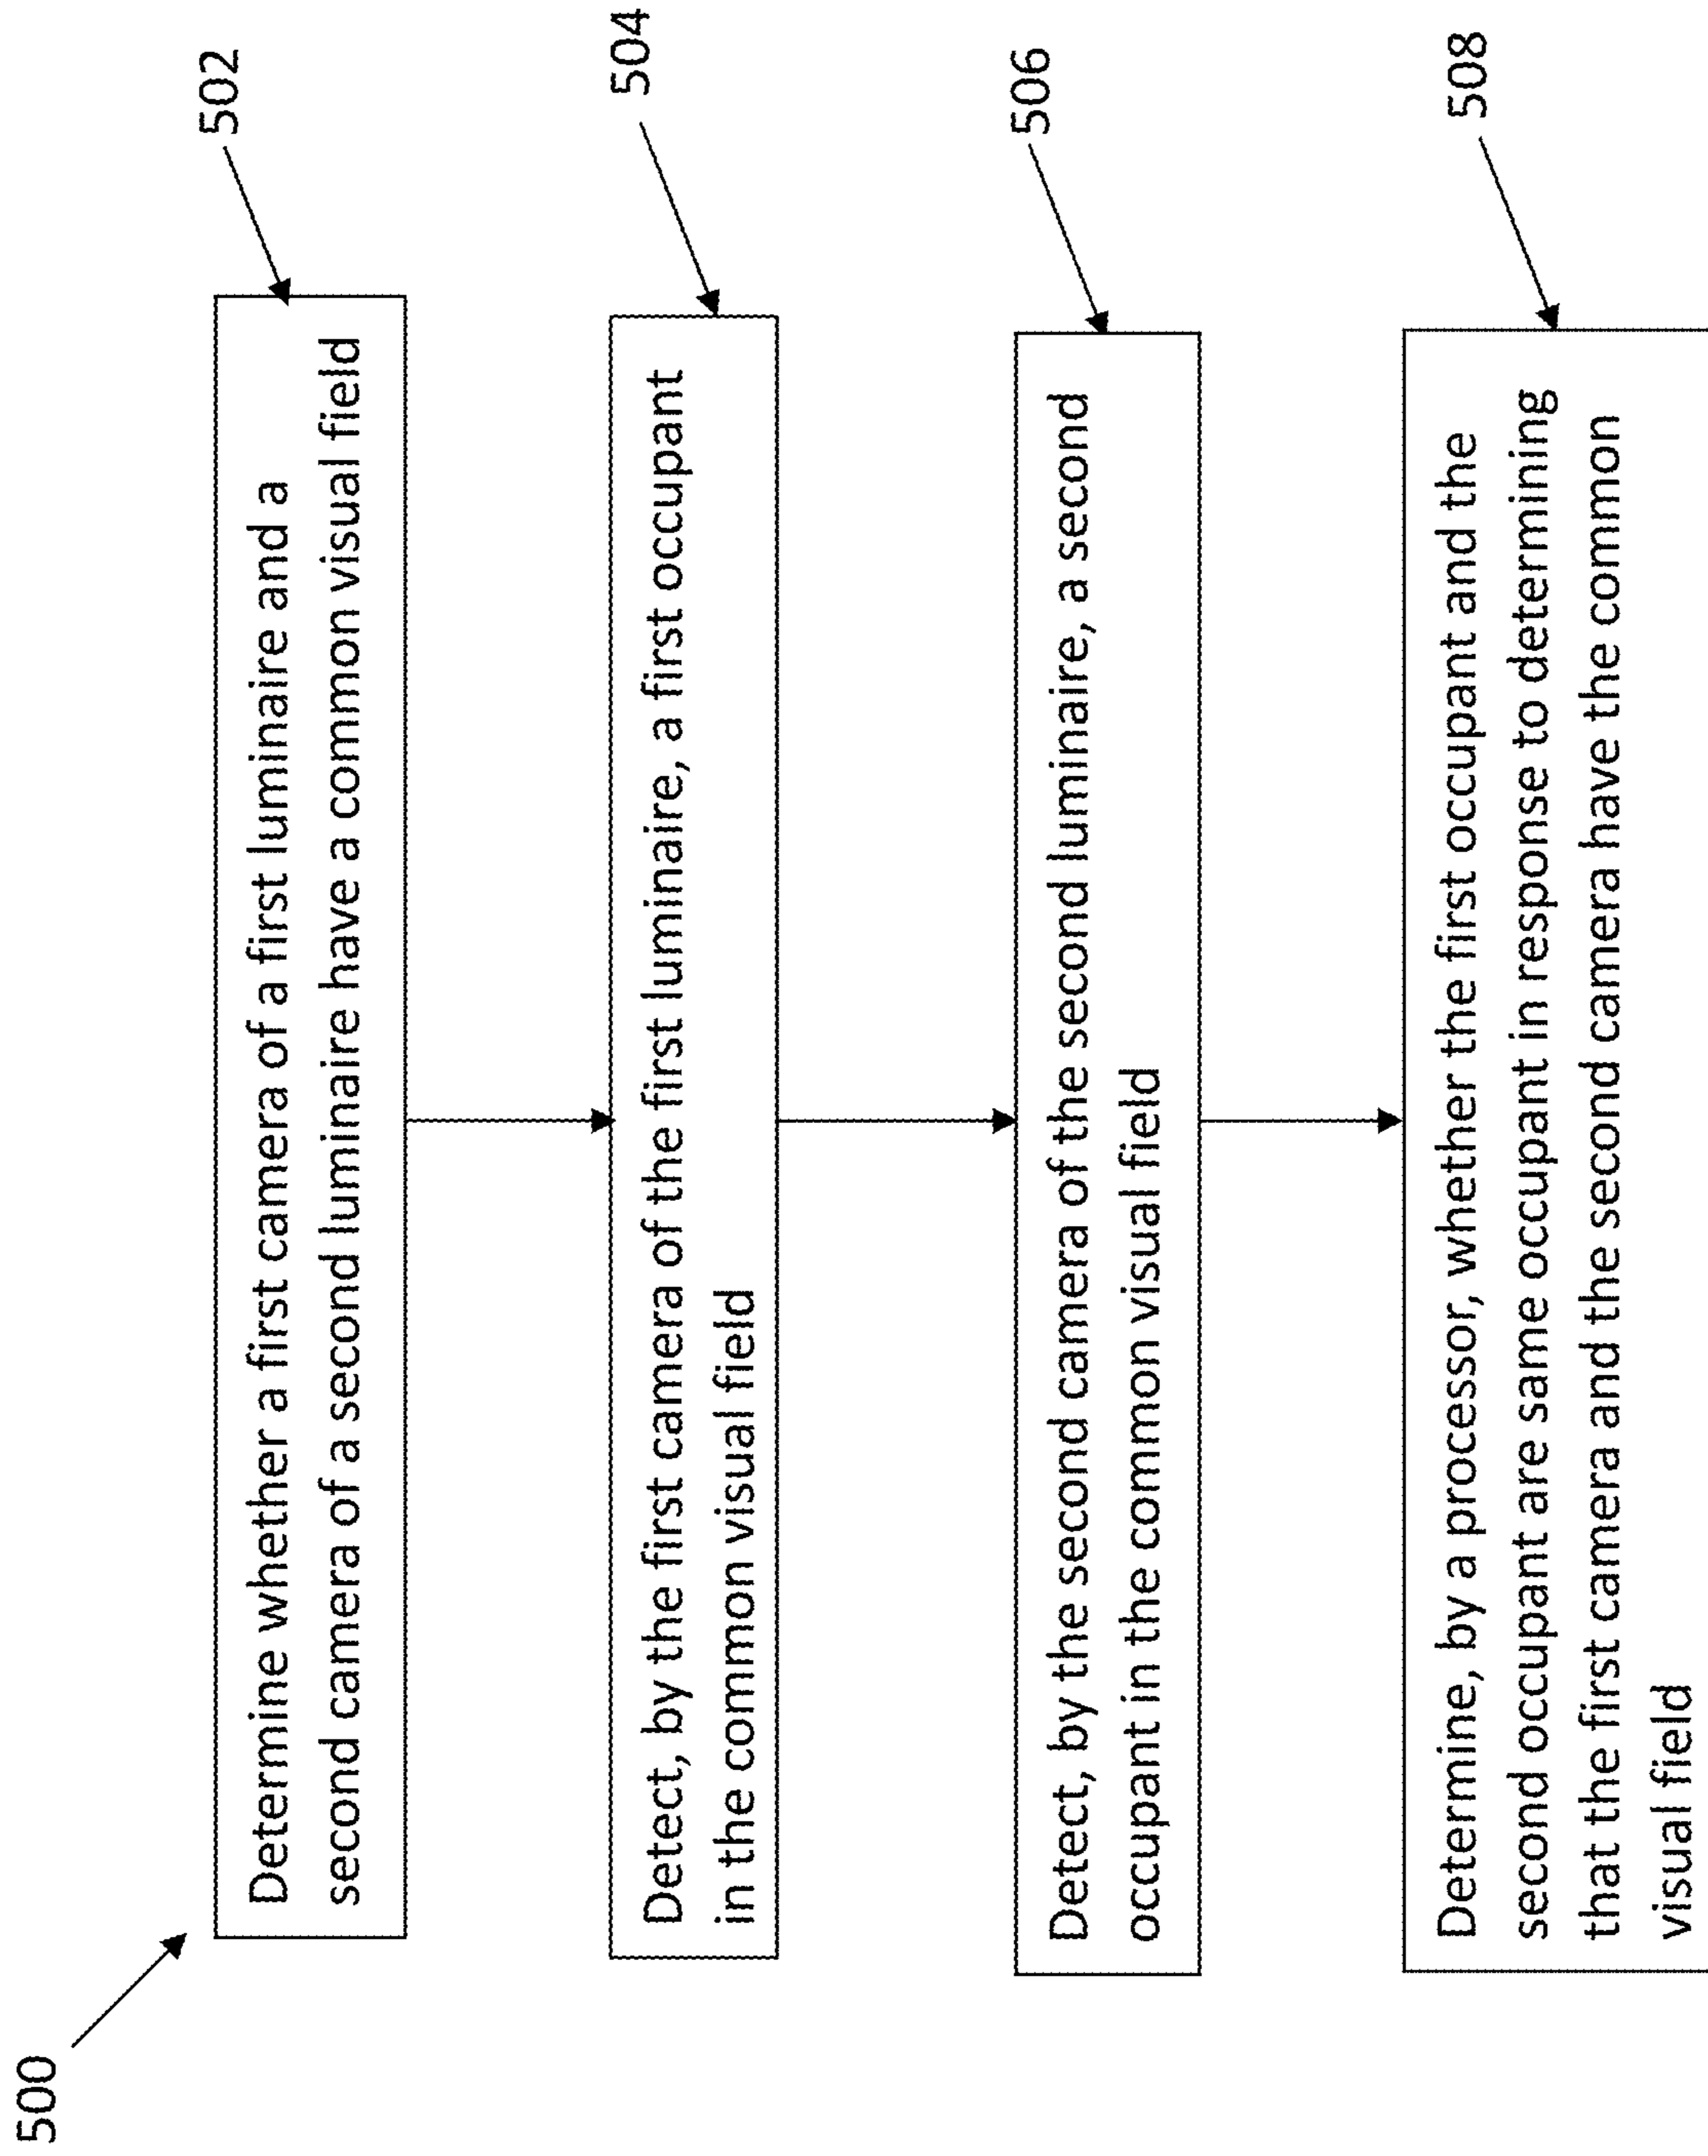 500
502
Determine whether a first camera of a first luminaire and a
second camera of a second luminaire have a common visual field
504
Detect, by the first camera of the first luminaire, a first occupant
in the common visual field
506
Detect, by the second camera of the second luminaire, a second
occupant in the common visual field
508
Determine, by a processor, whether the first occupant and the
second occupant are same occupant in response to determining
that the first camera and the second camera have the common
visual field